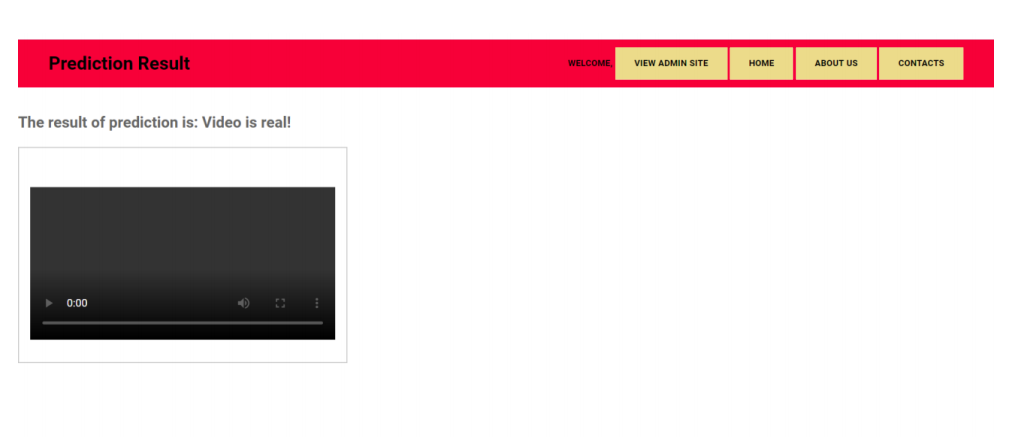 Prediction Result
WELCOME, VIEW ADMIN SITE HOME ABOUT US CONTACTS
The result of prediction is: Video is real!
0:00